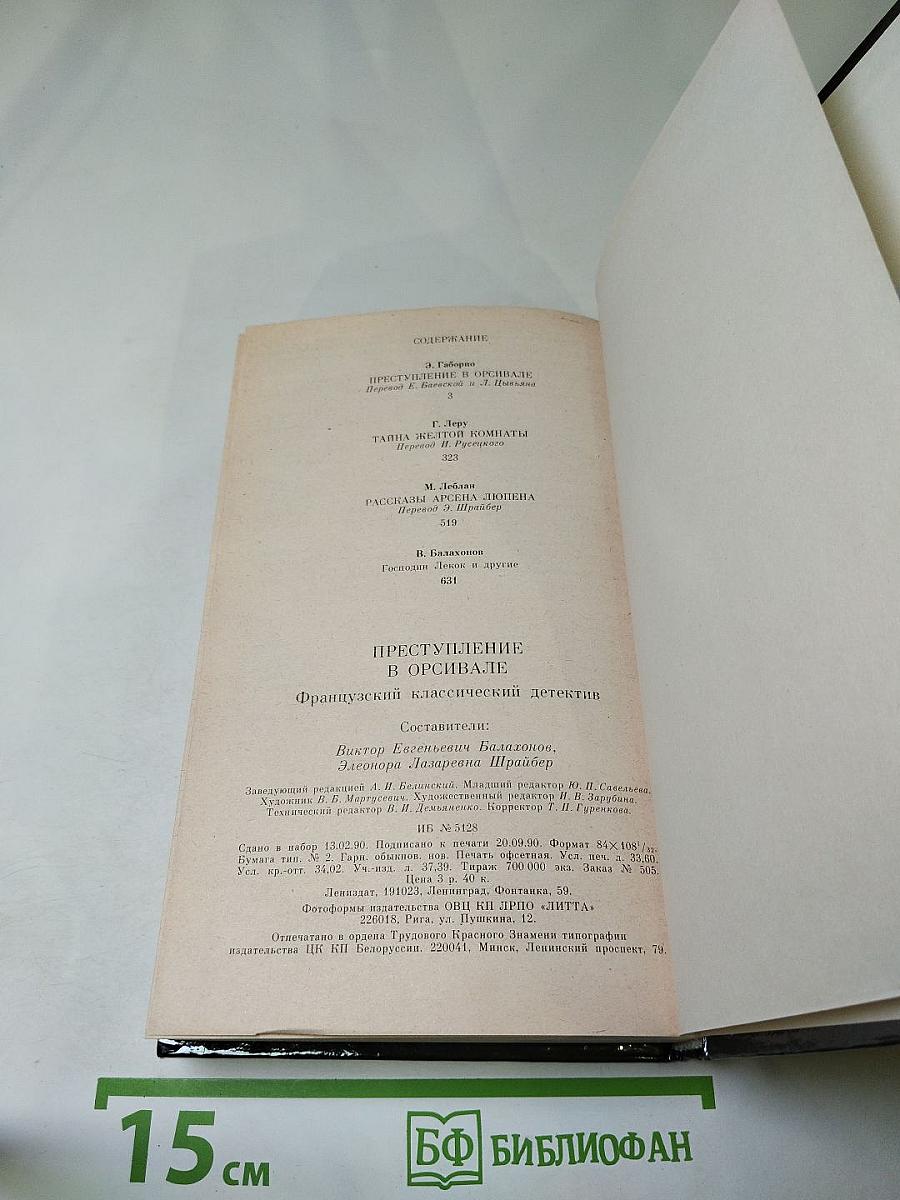 СОДЕРЖАНИЕ
Э. Габорио
ПРЕСТУПЛЕНИЕ В ОРСИВАЛЕ
Перевод Е. Баевской и Л. Цывьяна
3
Г. Леру
ТАЙНА ЖЕЛТОЙ КОМНАТЫ
Перевод И. Русецкого
323
М. Леблан
РАССКАЗЫ АРСЕНА ЛЮПЕНА
Перевод Э. Шрайбер
519
В. Балахонов
Господин Лекок и другие
631
ПРЕСТУПЛЕНИЕ
В ОРСИВАЛЕ
Французский классический детектив
Составители:
Виктор Евгеньевич Балахонов,
Элеонора Лазаревна Шрайбер
Заведующий редакцией А. И. Белинский. Младший редактор Ю. П. Савельева.
Художник В. Б. Мартусевич. Художественный редактор И. В. Зарубина.
Технический редактор В. И. Демьяненко. Корректор Т. П. Гуренкова.
ИБ № 5128
Сдано в набор 13.02.90. Подписано к печати 20.09.90. Формат 84×108¹/₃₂.
Бумага тип. № 2. Гарн. обыкнов. нов. Печать офсетная. Усл. печ. л. 33,60.
Усл. кр.-отт. 34,02. Уч.-изд. л. 37,39. Тираж 700 000 экз. Заказ № 505.
Цена 3 р. 40 к.
Лениздат, 191023, Ленинград, Фонтанка, 59.
Фотоформы издательства ОВЦ КП ЛРПО «ЛИТТА»
226018, Рига, ул. Пушкина, 12.
Отпечатано в ордена Трудового Красного Знамени типографии
издательства ЦК КП Белоруссии. 220041, Минск, Ленинский проспект, 79.
15 см
БФ БИБЛИОФАН